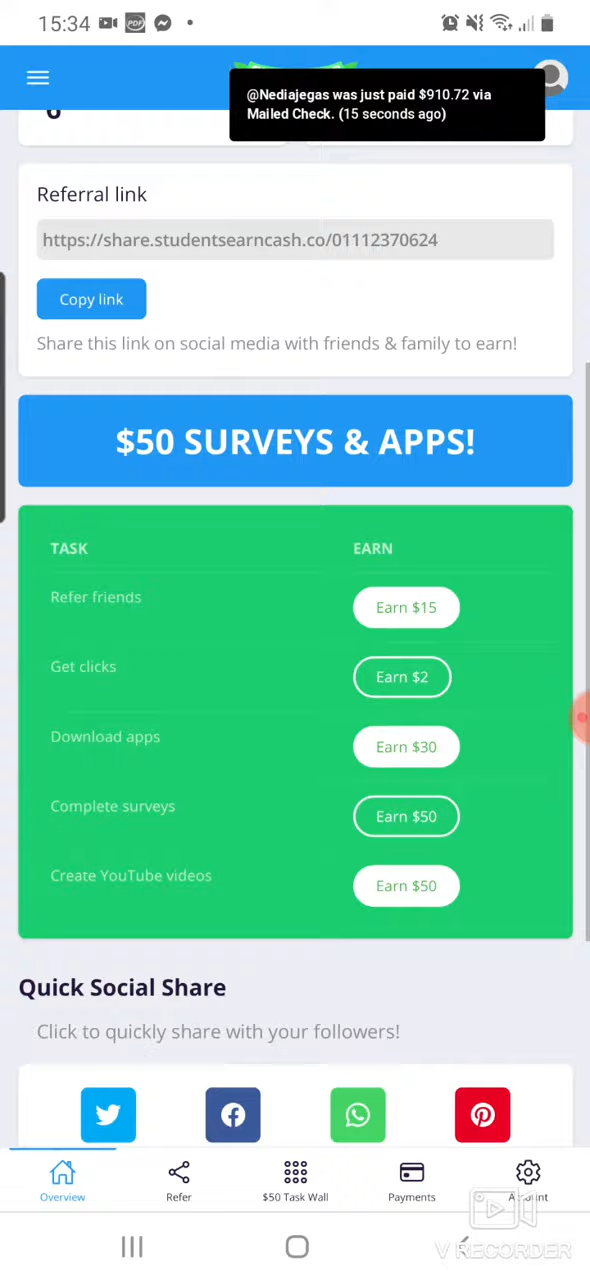 15:34
PDF
@Nediajegas was just paid $910.72 via
Mailed Check. (15 seconds ago)
Referral link
https://share.studentsearncash.co/01112370624
Copy link
Share this link on social media with friends & family to earn!
$50 SURVEYS & APPS!
TASK EARN
Refer friends Earn $15
Get clicks Earn $2
Download apps Earn $30
Complete surveys Earn $50
Create YouTube videos Earn $50
Quick Social Share
Click to quickly share with your followers!
Overview Refer $50 Task Wall Payments Account
V RECORDER